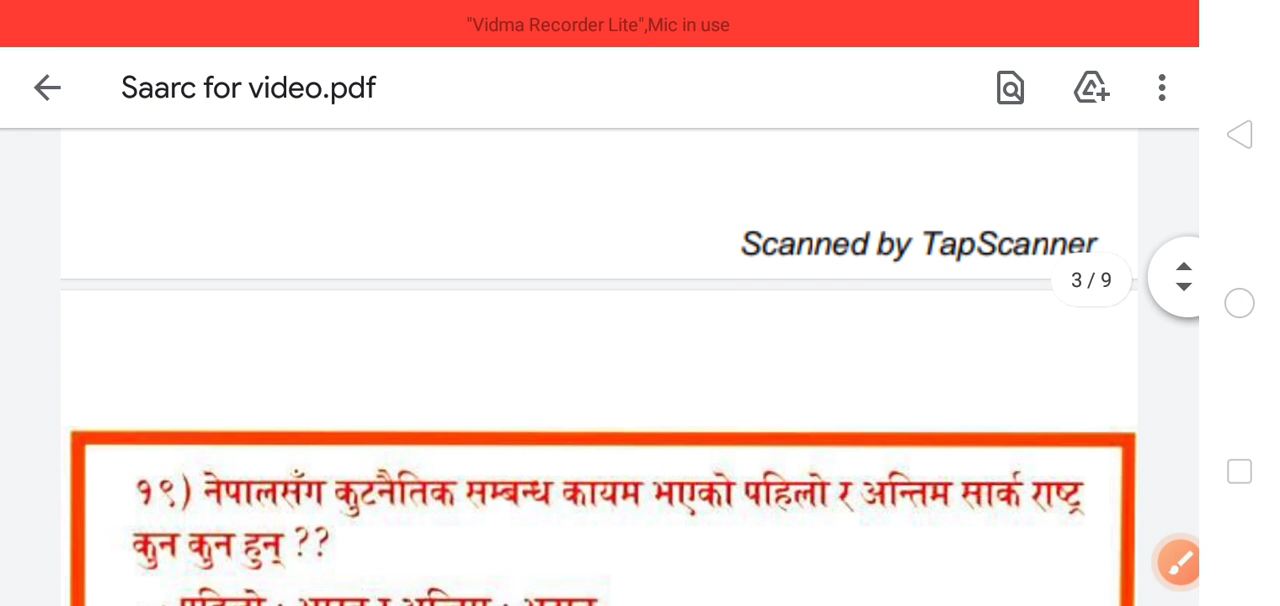 "Vidma Recorder Lite",Mic in use
Saarc for video.pdf
Scanned by TapScanner
3 / 9
१९) नेपालसँग कुटनैतिक सम्बन्ध कायम भएको पहिलो र अन्तिम सार्क राष्ट्र
कुन कुन हुन् ??